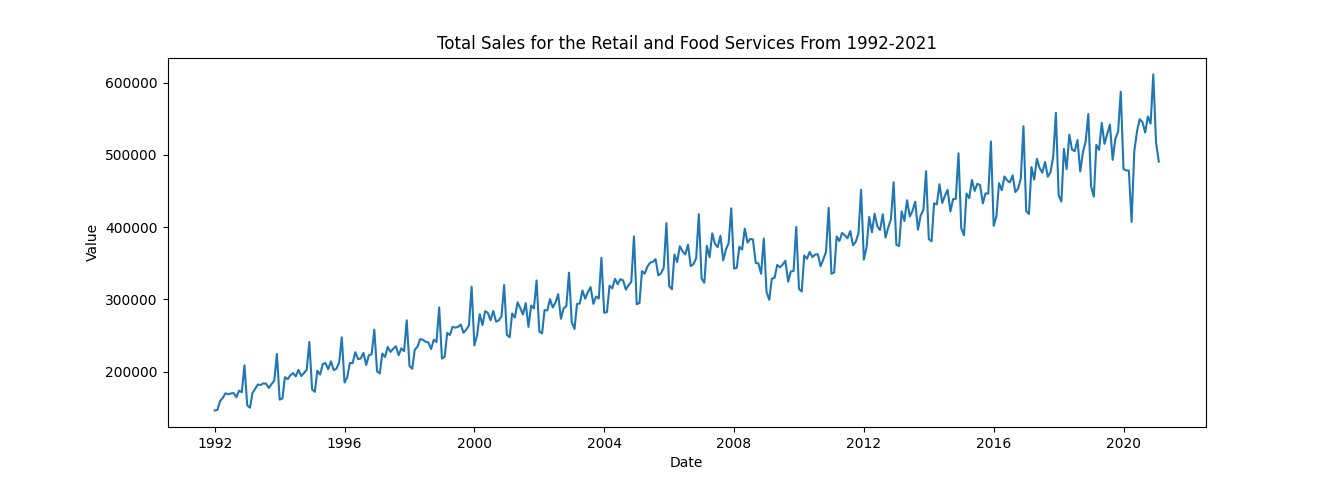 Total Sales for the Retail and Food Services From 1992-2021
600000
500000
400000
300000
200000
Value
1992 1996 2000 2004 2008 2012 2016 2020
Date